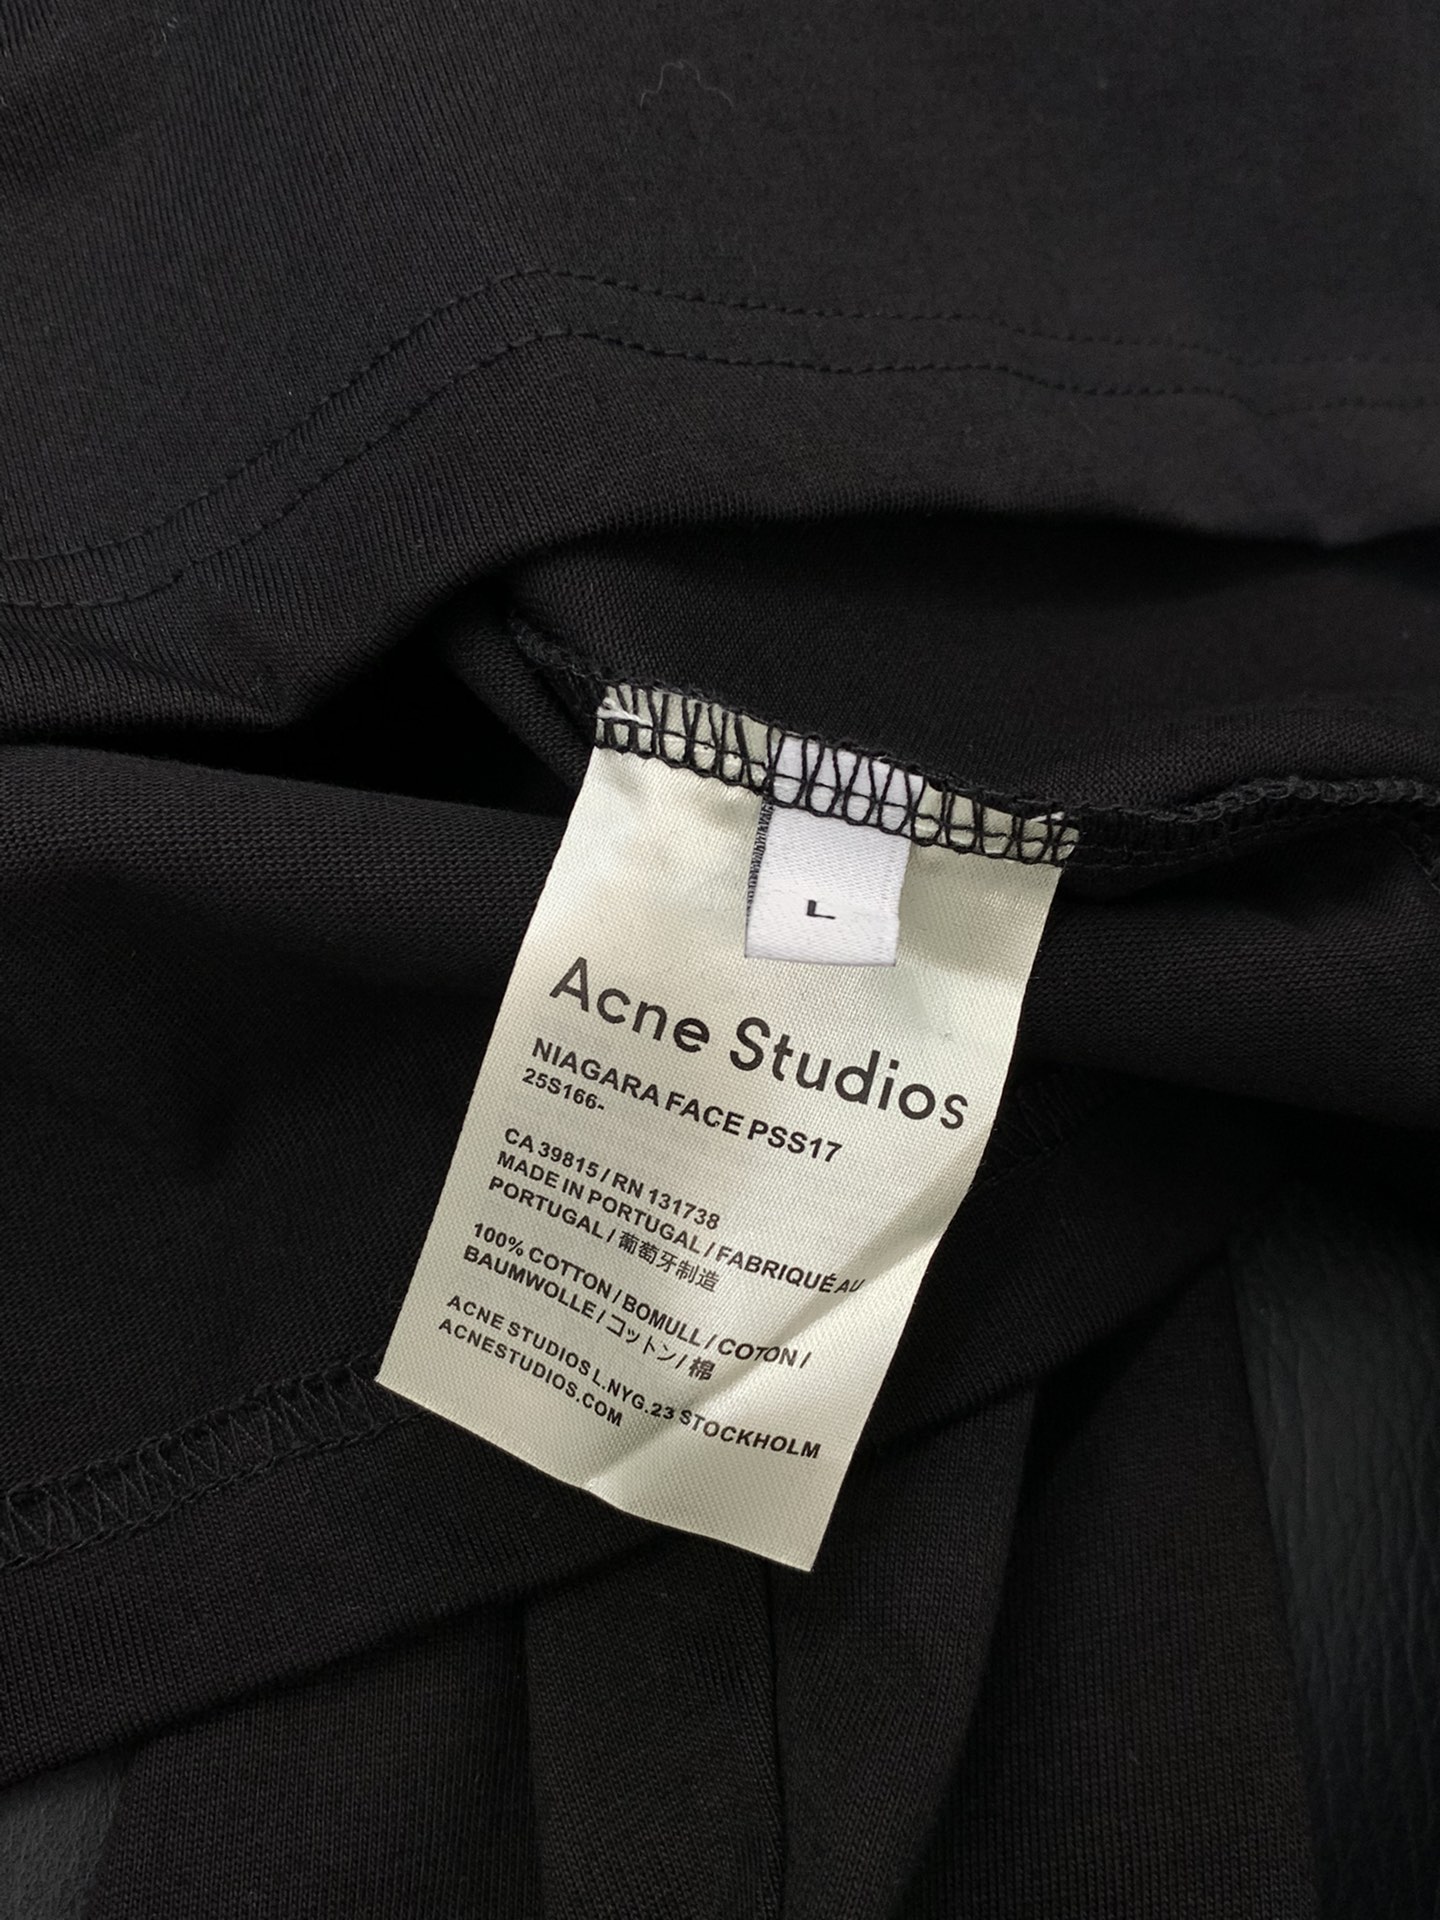 L
Acne Studios
NIAGARA FACE PSS17
25S166-
CA 39815 / RN 131738
MADE IN PORTUGAL / FABRIQUÉ AU
PORTUGAL / 葡萄牙制造
100% COTTON / BOMULL / COTON /
BAUMWOLLE / コットン / 棉
ACNE STUDIOS L.NYG.23 STOCKHOLM
ACNESTUDIOS.COM